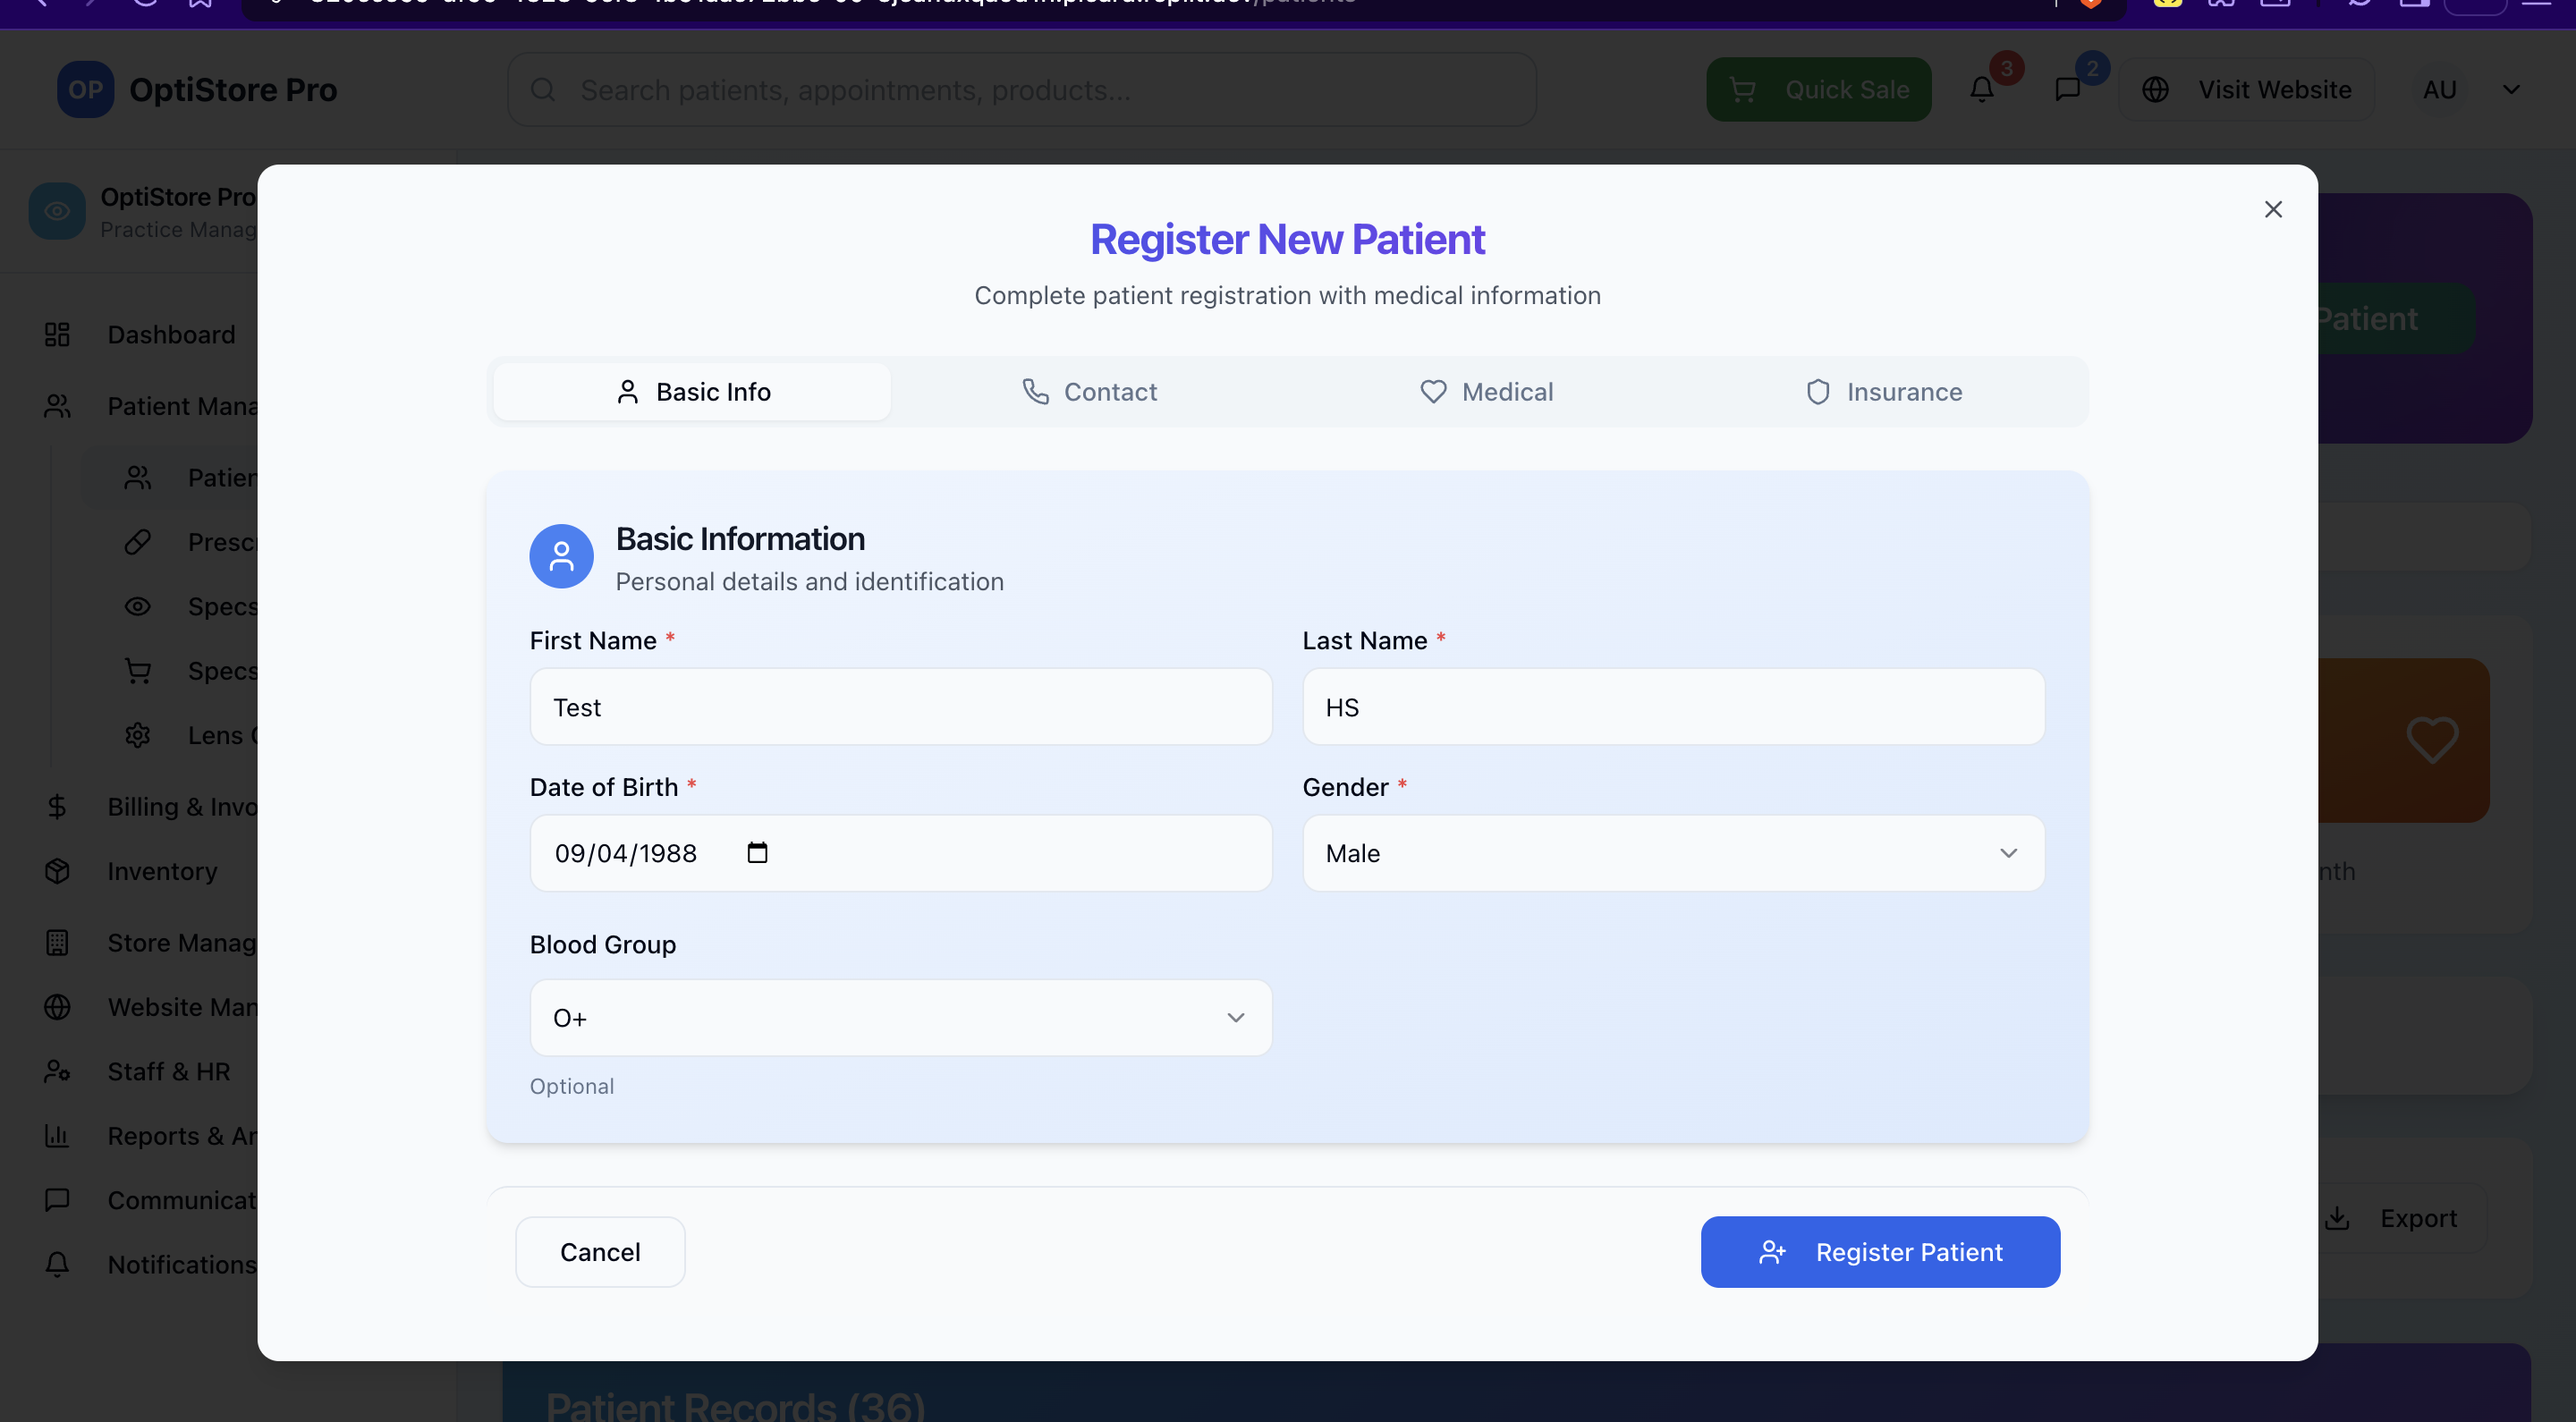 OP OptiStore Pro
Search patients, appointments, products...
Quick Sale
3
2
Visit Website
AU
OptiStore Pro
Practice Manag
Dashboard
Patient Mana
Patien
Presc
Specs
Specs
Lens
Billing & Invo
Inventory
Store Manag
Website Man
Staff & HR
Reports & An
Communicat
Notifications
Register New Patient
Complete patient registration with medical information
Basic Info
Contact
Medical
Insurance
Basic Information
Personal details and identification
First Name *
Last Name *
Test
HS
Date of Birth *
Gender *
09/04/1988
Male
Blood Group
O+
Optional
Cancel
Register Patient
Patient
nth
Export
Patient Records (36)